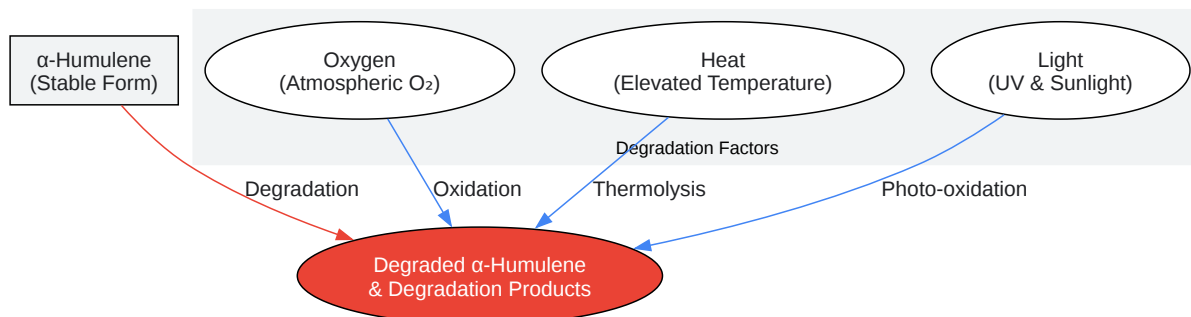 α-Humulene
(Stable Form)
Oxygen
(Atmospheric O₂)
Heat
(Elevated Temperature)
Light
(UV & Sunlight)
Degradation Factors
Degradation
Oxidation
Thermolysis
Photo-oxidation
Degraded α-Humulene
& Degradation Products